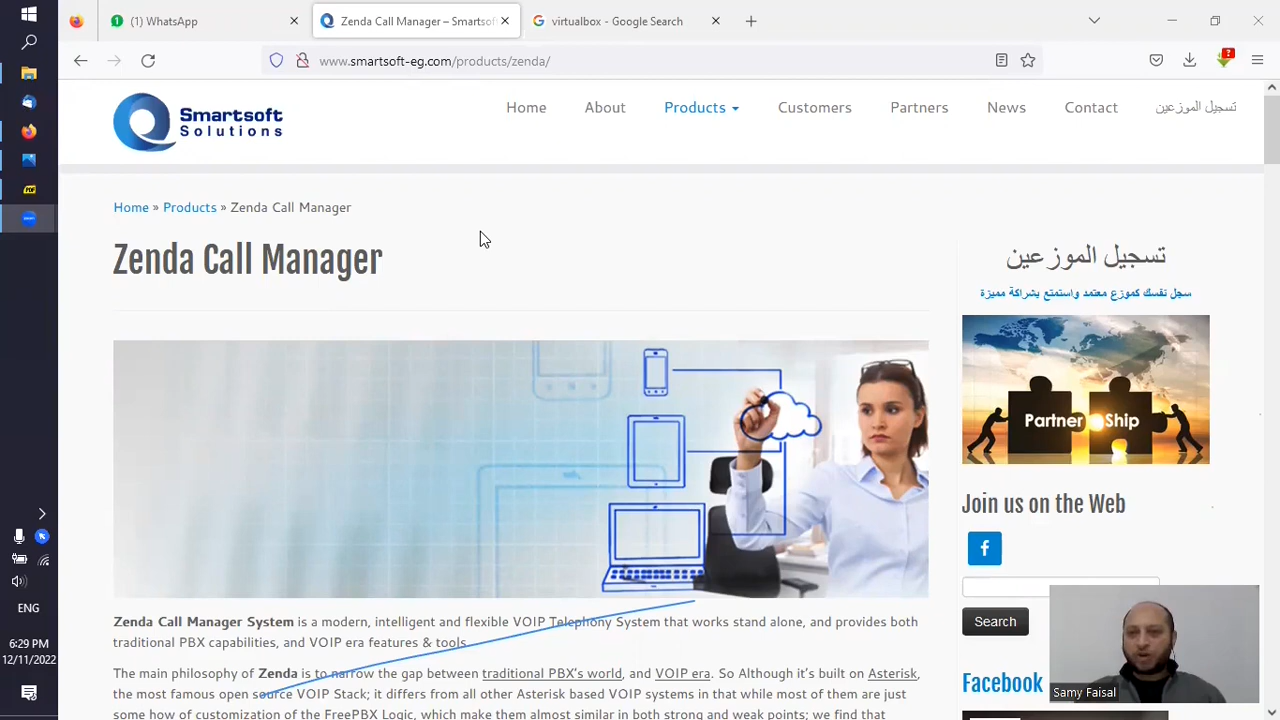 (1) WhatsApp
Zenda Call Manager – Smartsof
virtualbox - Google Search
www.smartsoft-eg.com/products/zenda/
Smartsoft
Solutions
Home
About
Products
Customers
Partners
News
Contact
تسجيل الموزعين
Home » Products » Zenda Call Manager
Zenda Call Manager
تسجيل الموزعين
سجل نفسك كموزع معتمد واستمتع بشراكة مميزة
Partner Ship
Join us on the Web
Search
Facebook
Samy Faisal
Zenda Call Manager System is a modern, intelligent and flexible VOIP Telephony System that works stand alone, and provides both
traditional PBX capabilities, and VOIP era features & tools.
The main philosophy of Zenda is to narrow the gap between traditional PBX's world, and VOIP era. So Although it's built on Asterisk,
the most famous open source VOIP Stack; it differs from all other Asterisk based VOIP systems in that while most of them are just
some how of customization of the FreePBX Logic, which make them almost similar in both strong and weak points; we find that
ENG
6:29 PM
12/11/2022